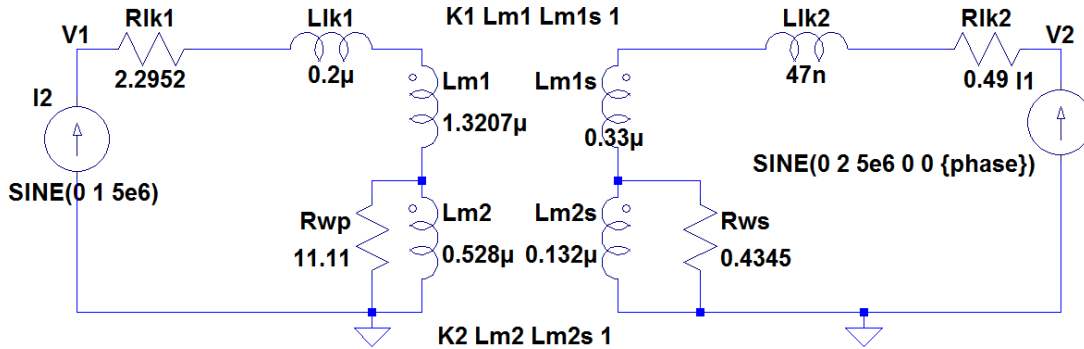 K1 Lm1 Lm1s 1
V1
Rlk1
2.2952
Llk1
0.2µ
Llk2
47n
Rlk2
0.49
V2
I2
SINE(0 1 5e6)
Lm1
1.3207µ
Lm1s
0.33µ
I1
SINE(0 2 5e6 0 0 {phase})
Rwp
11.11
Lm2
0.528µ
Lm2s
0.132µ
Rws
0.4345
K2 Lm2 Lm2s 1